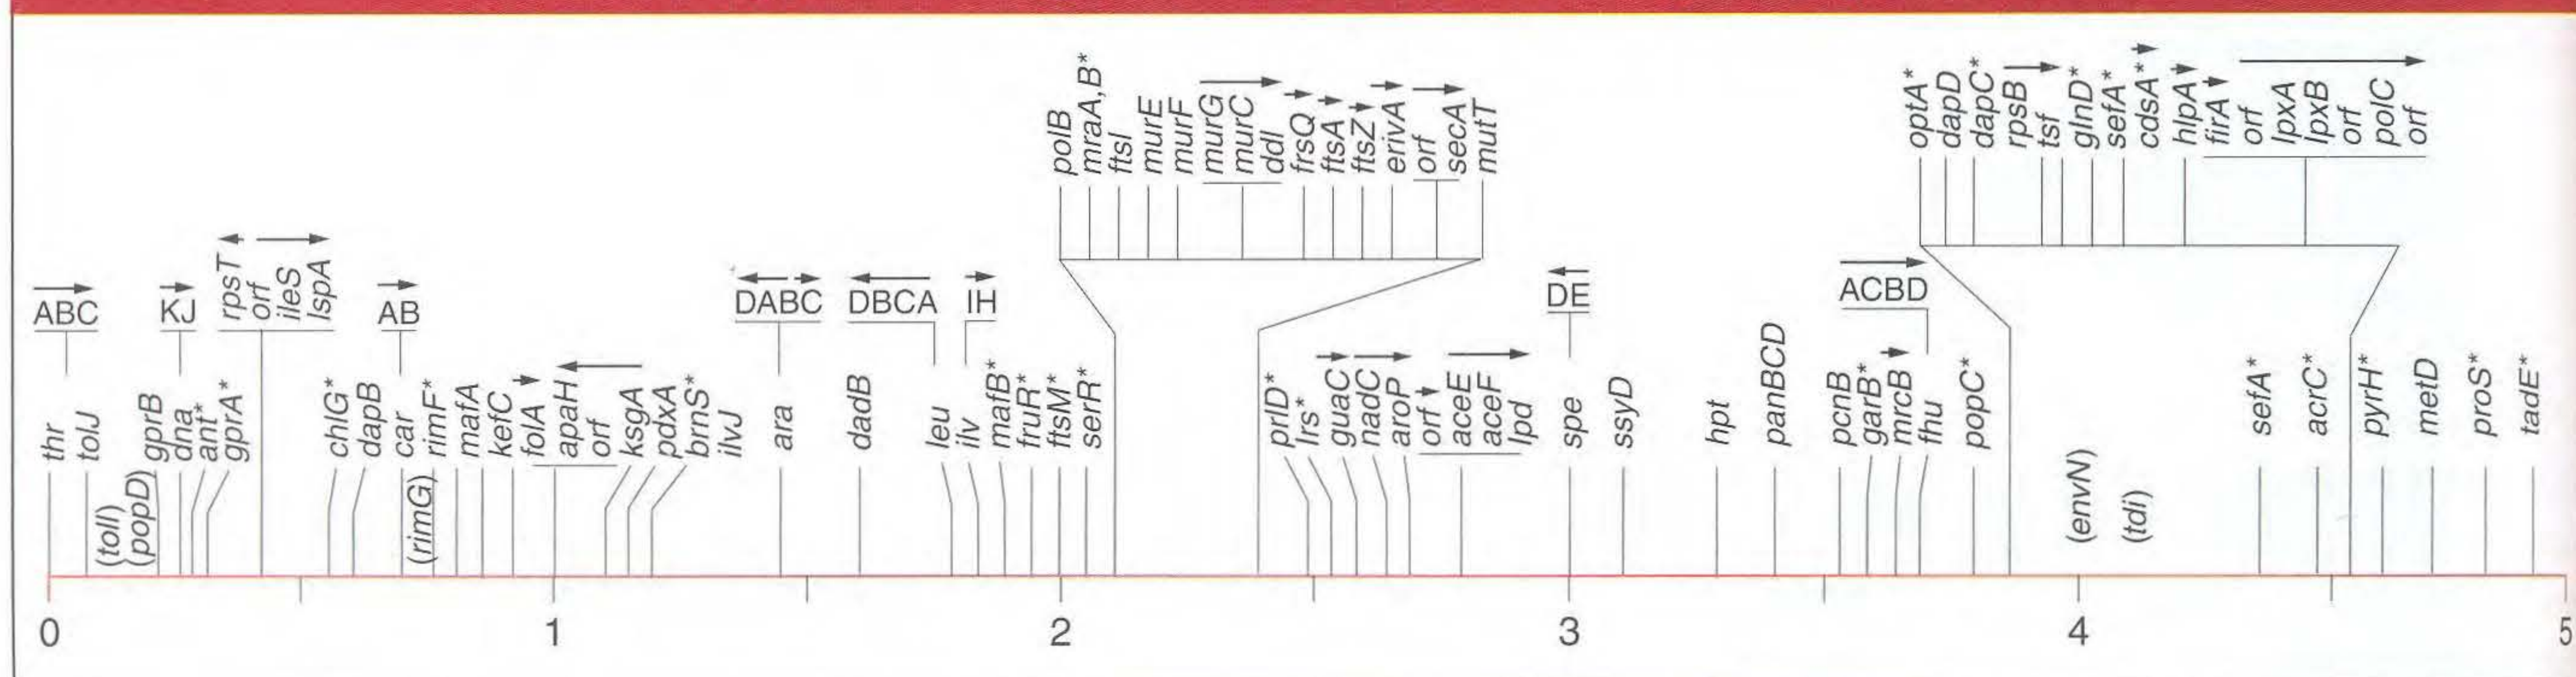 polB mraA,B* ftsI murE murF murG murC ddl frsQ ftsA ftsZ erivA orf secA mutT
optA* dapD dapC* rpsB tsf glnD* sefA* cdsA* hlpA firA orf lpxA lpxB orf polC orf
ABC KJ rpsT orf ileS lspA AB DABC DBCA IH DE ACBD
thr tolJ (tolI) (popD) gprB dna ant* gprA* chlG* dapB car rimF* (rimG) mafA kefC folA apaH orf ksgA pdxA brnS* ilvJ ara dadB leu ilv mafB* fruR* ftsM* serR* prlD* lrs* guaC nadC aroP orf aceE aceF lpd spe ssyD hpt panBCD pcnB garB* mrcB fhu popC* (envN) (tdi) sefA* acrC* pyrH* metD proS* tadE*
0 1 2 3 4 5